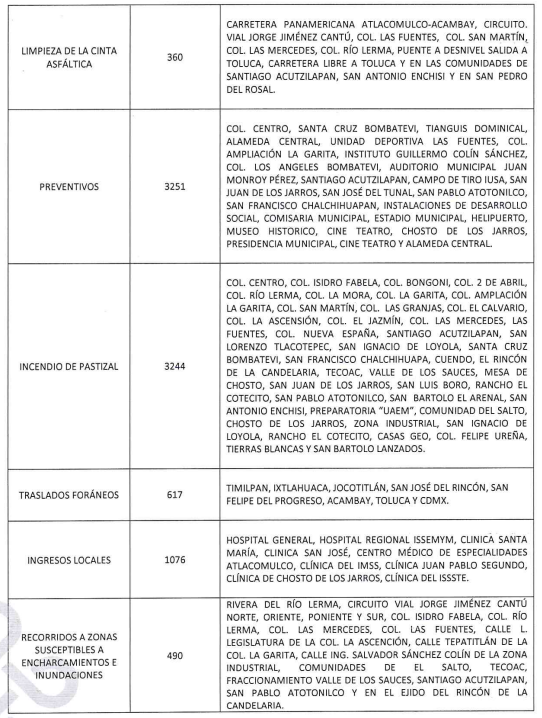 LIMPIEZA DE LA CINTA
ASFÁLTICA
360
CARRETERA PANAMERICANA ATLACOMULCO-ACAMBAY, CIRCUITO.
VIAL JORGE JIMÉNEZ CANTÚ, COL. LAS FUENTES, COL. SAN MARTÍN,
COL. LAS MERCEDES, COL. RÍO LERMA, PUENTE A DESNIVEL SALIDA A
TOLUCA, CARRETERA LIBRE A TOLUCA Y EN LAS COMUNIDADES DE
SANTIAGO ACUTZILAPAN, SAN ANTONIO ENCHISI Y EN SAN PEDRO
DEL ROSAL.
PREVENTIVOS
3251
COL. CENTRO, SANTA CRUZ BOMBATEVI, TIANGUIS DOMINICAL,
ALAMEDA CENTRAL, UNIDAD DEPORTIVA LAS FUENTES, COL.
AMPLIACIÓN LA GARITA, INSTITUTO GUILLERMO COLÍN SÁNCHEZ,
COL. LOS ANGELES BOMBATEVI, AUDITORIO MUNICIPAL JUAN
MONROY PÉREZ, SANTIAGO ACUTZILAPAN, CAMPO DE TIRO IUSA, SAN
JUAN DE LOS JARROS, SAN JOSÉ DEL TUNAL, SAN PABLO ATOTONILCO,
SAN FRANCISCO CHALCHIHUAPAN, INSTALACIONES DE DESARROLLO
SOCIAL, COMISARIA MUNICIPAL, ESTADIO MUNICIPAL, HELIPUERTO,
MUSEO HISTORICO, CINE TEATRO, CHOSTO DE LOS JARROS,
PRESIDENCIA MUNICIPAL, CINE TEATRO Y ALAMEDA CENTRAL.
INCENDIO DE PASTIZAL
3244
COL. CENTRO, COL. ISIDRO FABELA, COL. BONGONI, COL. 2 DE ABRIL,
COL. RÍO LERMA, COL. LA MORA, COL. LA GARITA, COL. AMPLACIÓN
LA GARITA, COL. SAN MARTÍN, COL. LAS GRANJAS, COL. EL CALVARIO,
COL. LA ASCENSIÓN, COL. EL JAZMÍN, COL. LAS MERCEDES, LAS
FUENTES, COL. NUEVA ESPAÑA, SANTIAGO ACUTZILAPAN, SAN
LORENZO TLACOTEPEC, SAN IGNACIO DE LOYOLA, SANTA CRUZ
BOMBATEVI, SAN FRANCISCO CHALCHIHUAPA, CUENDO, EL RINCÓN
DE LA CANDELARIA, TECOAC, VALLE DE LOS SAUCES, MESA DE
CHOSTO, SAN JUAN DE LOS JARROS, SAN LUIS BORO, RANCHO EL
COTECITO, SAN PABLO ATOTONILCO, SAN BARTOLO EL ARENAL, SAN
ANTONIO ENCHISI, PREPARATORIA “UAEM”, COMUNIDAD DEL SALTO,
CHOSTO DE LOS JARROS, ZONA INDUSTRIAL, SAN IGNACIO DE
LOYOLA, RANCHO EL COTECITO, CASAS GEO, COL. FELIPE UREÑA,
TIERRAS BLANCAS Y SAN BARTOLO LANZADOS.
TRASLADOS FORÁNEOS
617
TIMILPAN, IXTLAHUACA, JOCOTITLÁN, SAN JOSÉ DEL RINCÓN, SAN
FELIPE DEL PROGRESO, ACAMBAY, TOLUCA Y CDMX.
INGRESOS LOCALES
1076
HOSPITAL GENERAL, HOSPITAL REGIONAL ISSEMYM, CLINICA SANTA
MARÍA, CLINICA SAN JOSÉ, CENTRO MÉDICO DE ESPECIALIDADES
ATLACOMULCO, CLÍNICA DEL IMSS, CLÍNICA JUAN PABLO SEGUNDO,
CLÍNICA DE CHOSTO DE LOS JARROS, CLÍNICA DEL ISSSTE.
RECORRIDOS A ZONAS
SUSCEPTIBLES A
ENCHARCAMIENTOS E
INUNDACIONES
490
RIVERA DEL RÍO LERMA, CIRCUITO VIAL JORGE JIMÉNEZ CANTÚ
NORTE, ORIENTE, PONIENTE Y SUR, COL. ISIDRO FABELA, COL. RÍO
LERMA, COL. LAS MERCEDES, COL. LAS FUENTES, CALLE L.
LEGISLATURA DE LA COL. LA ASCENCIÓN, CALLE TEPATITLÁN DE LA
COL. LA GARITA, CALLE ING. SALVADOR SÁNCHEZ COLÍN DE LA ZONA
INDUSTRIAL, COMUNIDADES DE EL SALTO, TECOAC,
FRACCIONAMIENTO VALLE DE LOS SAUCES, SANTIAGO ACUTZILAPAN,
SAN PABLO ATOTONILCO Y EN EL EJIDO DEL RINCÓN DE LA
CANDELARIA.